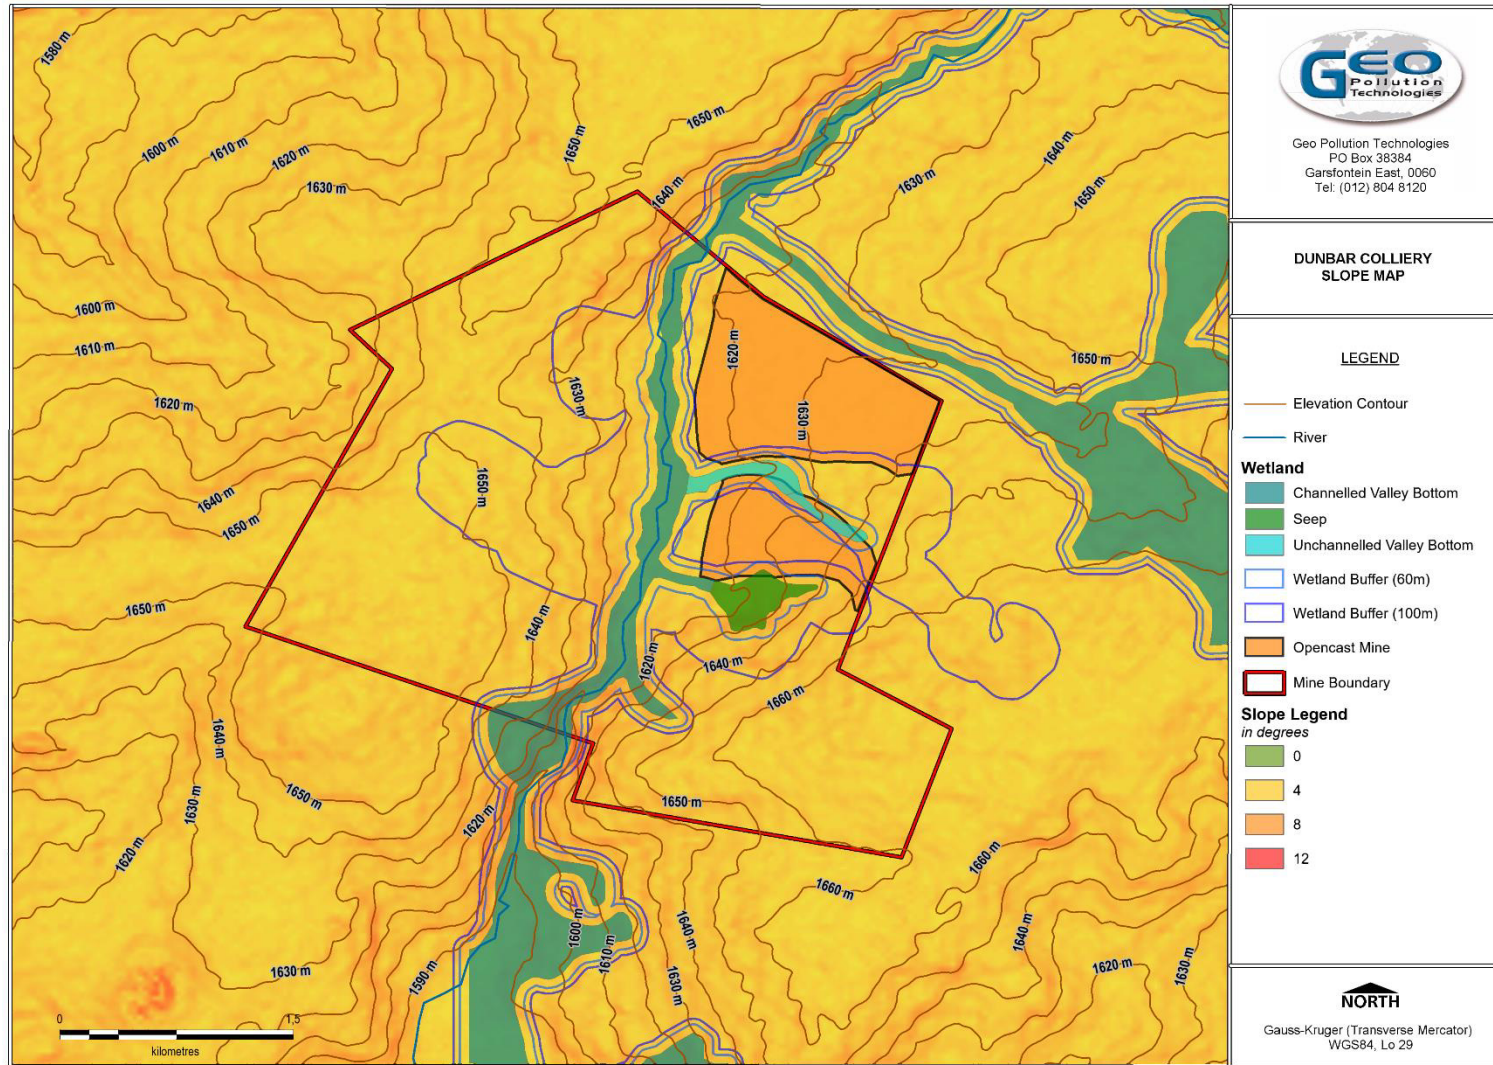 GEO
Pollution
Technologies
Geo Pollution Technologies
PO Box 38384
Garsfontein East, 0060
Tel: (012) 804 8120
DUNBAR COLLIERY
SLOPE MAP
LEGEND
Elevation Contour
River
Wetland
Channelled Valley Bottom
Seep
Unchannelled Valley Bottom
Wetland Buffer (60m)
Wetland Buffer (100m)
Opencast Mine
Mine Boundary
Slope Legend
in degrees
0
4
8
12
NORTH
Gauss-Kruger (Transverse Mercator)
WGS84, Lo 29
1580 m
1600 m
1610 m
1620 m
1630 m
1650 m
1650 m
1640 m
1630 m
1640 m
1650 m
1600 m
1610 m
1620 m
1640 m
1650 m
1630 m
1650 m
1620 m
1630 m
1650 m
1650 m
1640 m
1620 m
1640 m
1660 m
1640 m
1650 m
1630 m
1620 m
1620 m
1650 m
1660 m
1660 m
1630 m
1590 m
1600 m
1610 m
1640 m
1630 m
1640 m
1620 m
1630 m
0
1,5
kilometres